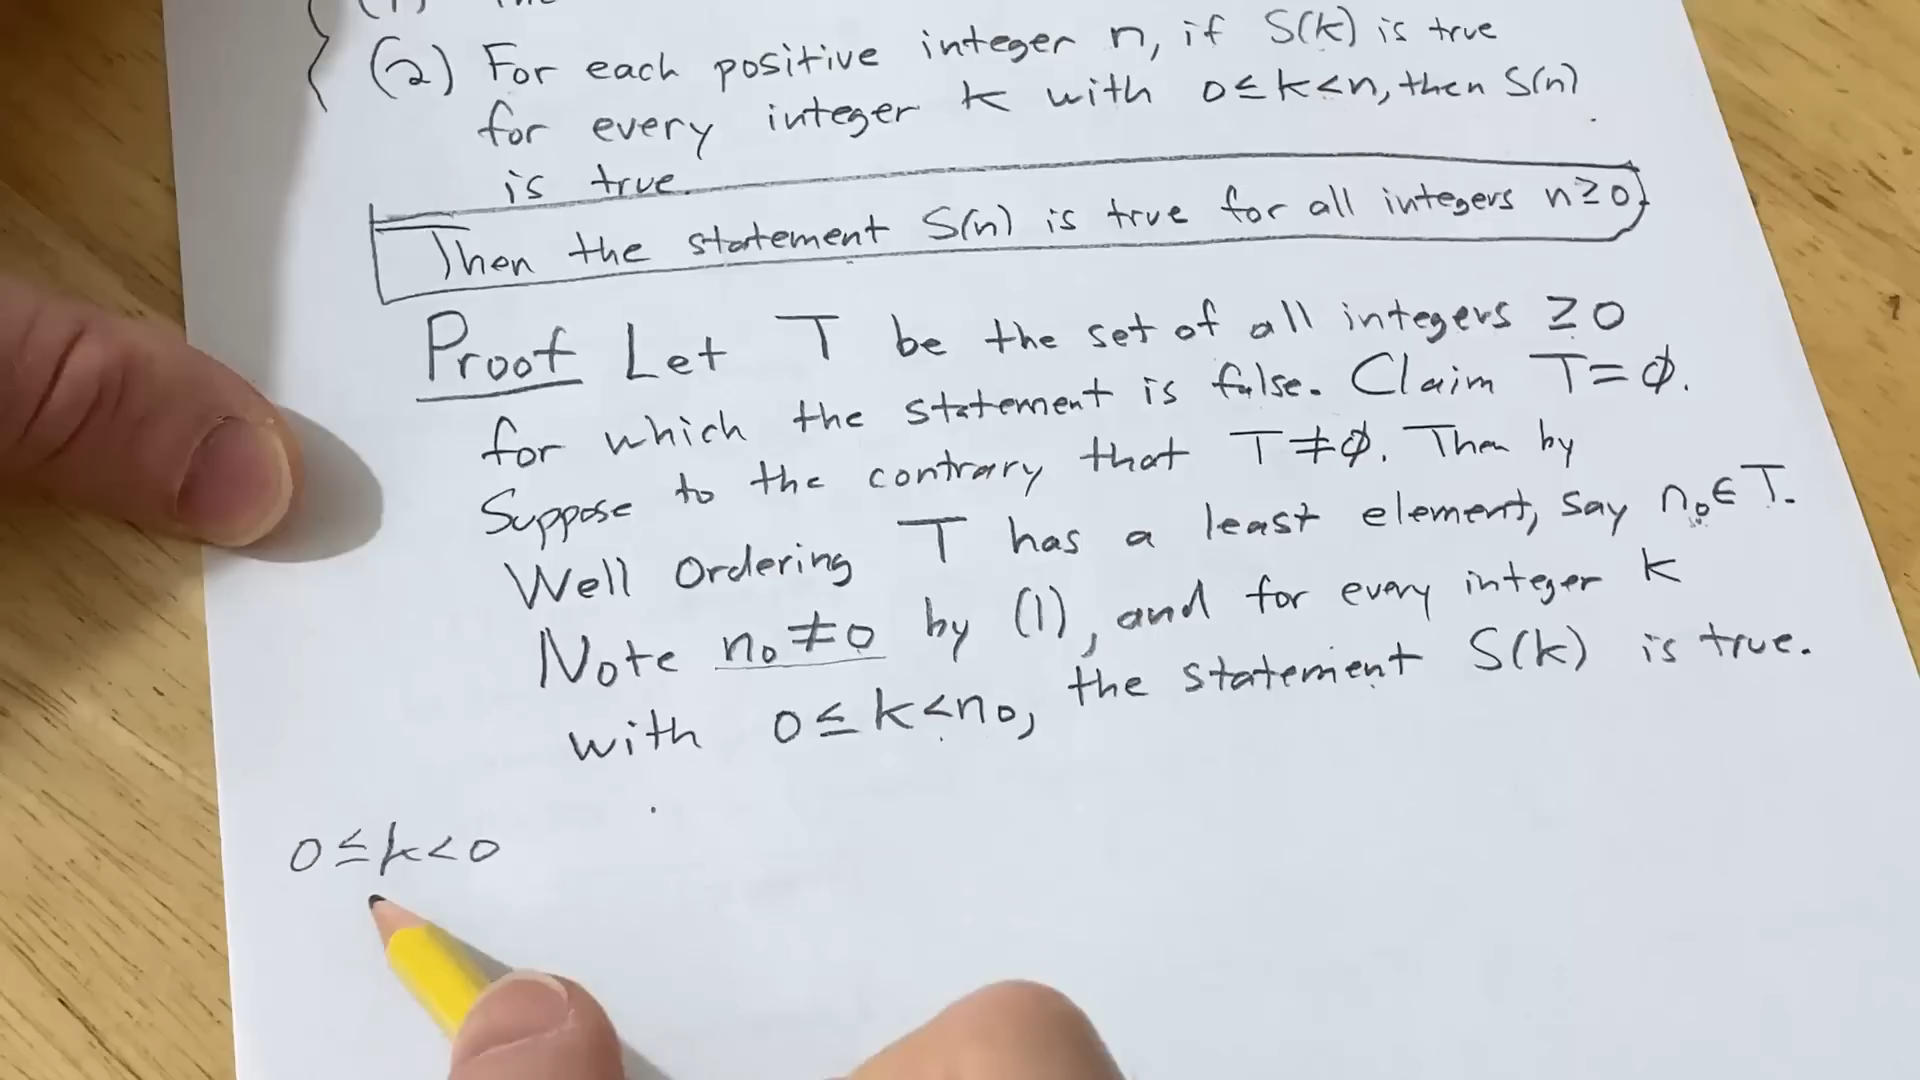 (2) For each positive integer n, if S(k) is true
for every integer k with 0≤k<n, then S(n)
is true.
Then the statement S(n) is true for all integers n≥0.
Proof Let T be the set of all integers ≥0
for which the statement is false. Claim T=∅.
Suppose to the contrary that T≠∅. Then by
Well Ordering T has a least element, say n₀∈T.
Note n₀≠0 by (1), and for every integer k
with 0≤k<n₀, the statement S(k) is true.
0≤k<0